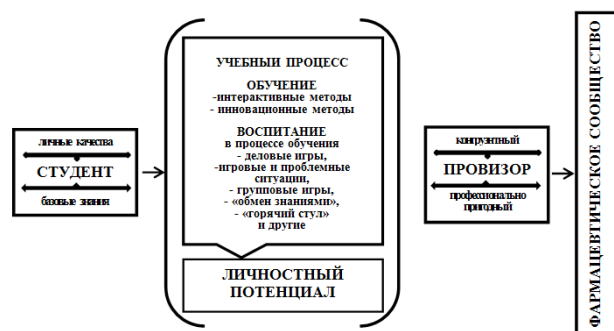 личные качества
СТУДЕНТ
базовые знания
УЧЕБНЫЙ ПРОЦЕСС
ОБУЧЕНИЕ
-интерактивные методы
- инновационные методы
ВОСПИТАНИЕ
в процессе обучения
- деловые игры,
-игровые и проблемные
ситуации,
- групповые игры,
- «обмен знаниями»,
- «горячий стул»
и другие
ЛИЧНОСТНЫЙ
ПОТЕНЦИАЛ
конгруэнтный
ПРОВИЗОР
профессионально
пригодный
ФАРМАЦЕВТИЧЕСКОЕ СООБЩЕСТВО